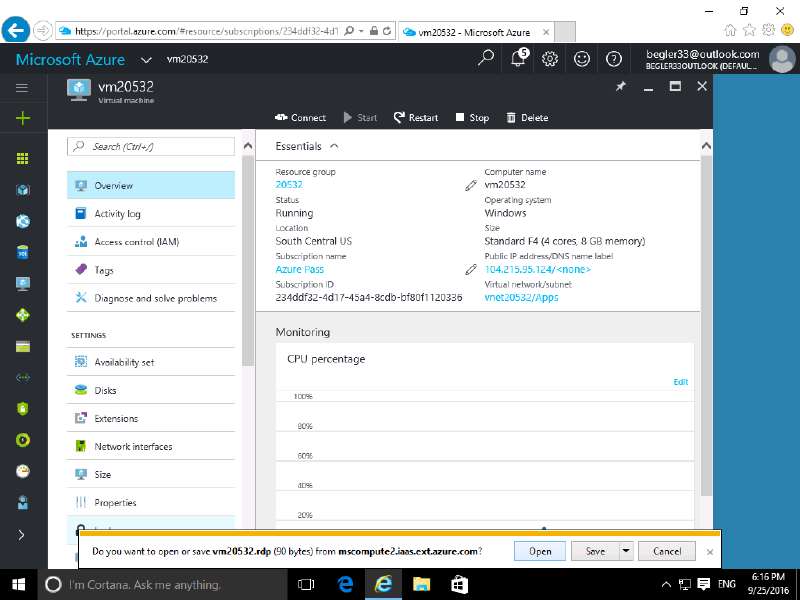 https://portal.azure.com/#resource/subscriptions/234ddf32-4d1
vm20532 - Microsoft Azure
Microsoft Azure
vm20532
5
begler33@outlook.com
BEGLER33OUTLOOK (DEFAUL...
vm20532
Virtual machine
Connect
Start
Restart
Stop
Delete
Search (Ctrl+/)
Overview
Activity log
Access control (IAM)
Tags
Diagnose and solve problems
SETTINGS
Availability set
Disks
Extensions
Network interfaces
Size
Properties
Essentials
Resource group
20532
Status
Running
Location
South Central US
Subscription name
Azure Pass
Subscription ID
234ddf32-4d17-45a4-8cdb-bf80f1120336
Computer name
vm20532
Operating system
Windows
Size
Standard F4 (4 cores, 8 GB memory)
Public IP address/DNS name label
104.215.95.124/<none>
Virtual network/subnet
vnet20532/Apps
Monitoring
CPU percentage
Edit
100%
80%
60%
40%
20%
Do you want to open or save vm20532.rdp (90 bytes) from mscompute2.iaas.ext.azure.com?
Open
Save
Cancel
I'm Cortana. Ask me anything.
ENG
6:16 PM
9/25/2016